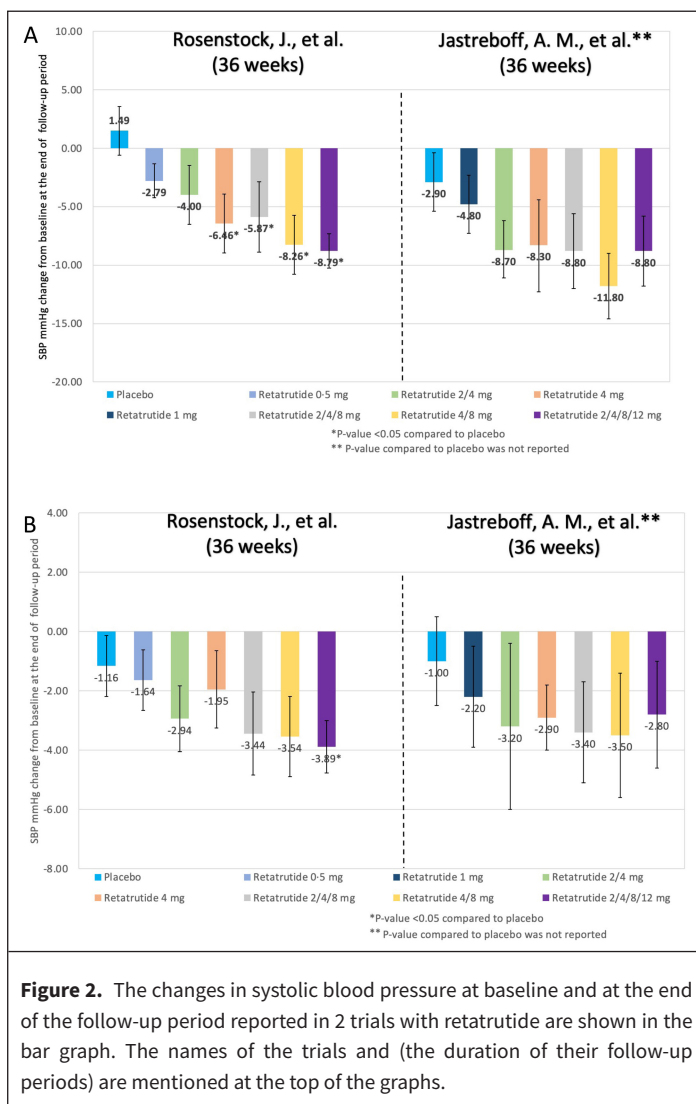 A
Rosenstock, J., et al.
(36 weeks)
Jastreboff, A. M., et al.**
(36 weeks)
SBP mmHg change from baseline at the end of follow-up period
10.00
5.00
0.00
-5.00
-10.00
-15.00
-20.00
1.49
-2.79
-4.00
-6.46*
-5.87*
-8.26*
-8.79*
-2.90
-4.80
-8.70
-8.30
-8.80
-11.80
-8.80
Placebo
Retatrutide 0·5 mg
Retatrutide 2/4 mg
Retatrutide 4 mg
Retatrutide 1 mg
Retatrutide 2/4/8 mg
Retatrutide 4/8 mg
Retatrutide 2/4/8/12 mg
*P-value <0.05 compared to placebo
** P-value compared to placebo was not reported
B
Rosenstock, J., et al.
(36 weeks)
Jastreboff, A. M., et al.**
(36 weeks)
SBP mmHg change from baseline at the end of follow-up period
4.00
2.00
0.00
-2.00
-4.00
-6.00
-8.00
-1.16
-1.64
-2.94
-1.95
-3.44
-3.54
-3.89*
-1.00
-2.20
-3.20
-2.90
-3.40
-3.50
-2.80
Placebo
Retatrutide 0·5 mg
Retatrutide 1 mg
Retatrutide 2/4 mg
Retatrutide 4 mg
Retatrutide 2/4/8 mg
Retatrutide 4/8 mg
Retatrutide 2/4/8/12 mg
*P-value <0.05 compared to placebo
** P-value compared to placebo was not reported
Figure 2. The changes in systolic blood pressure at baseline and at the end
of the follow-up period reported in 2 trials with retatrutide are shown in the
bar graph. The names of the trials and (the duration of their follow-up
periods) are mentioned at the top of the graphs.